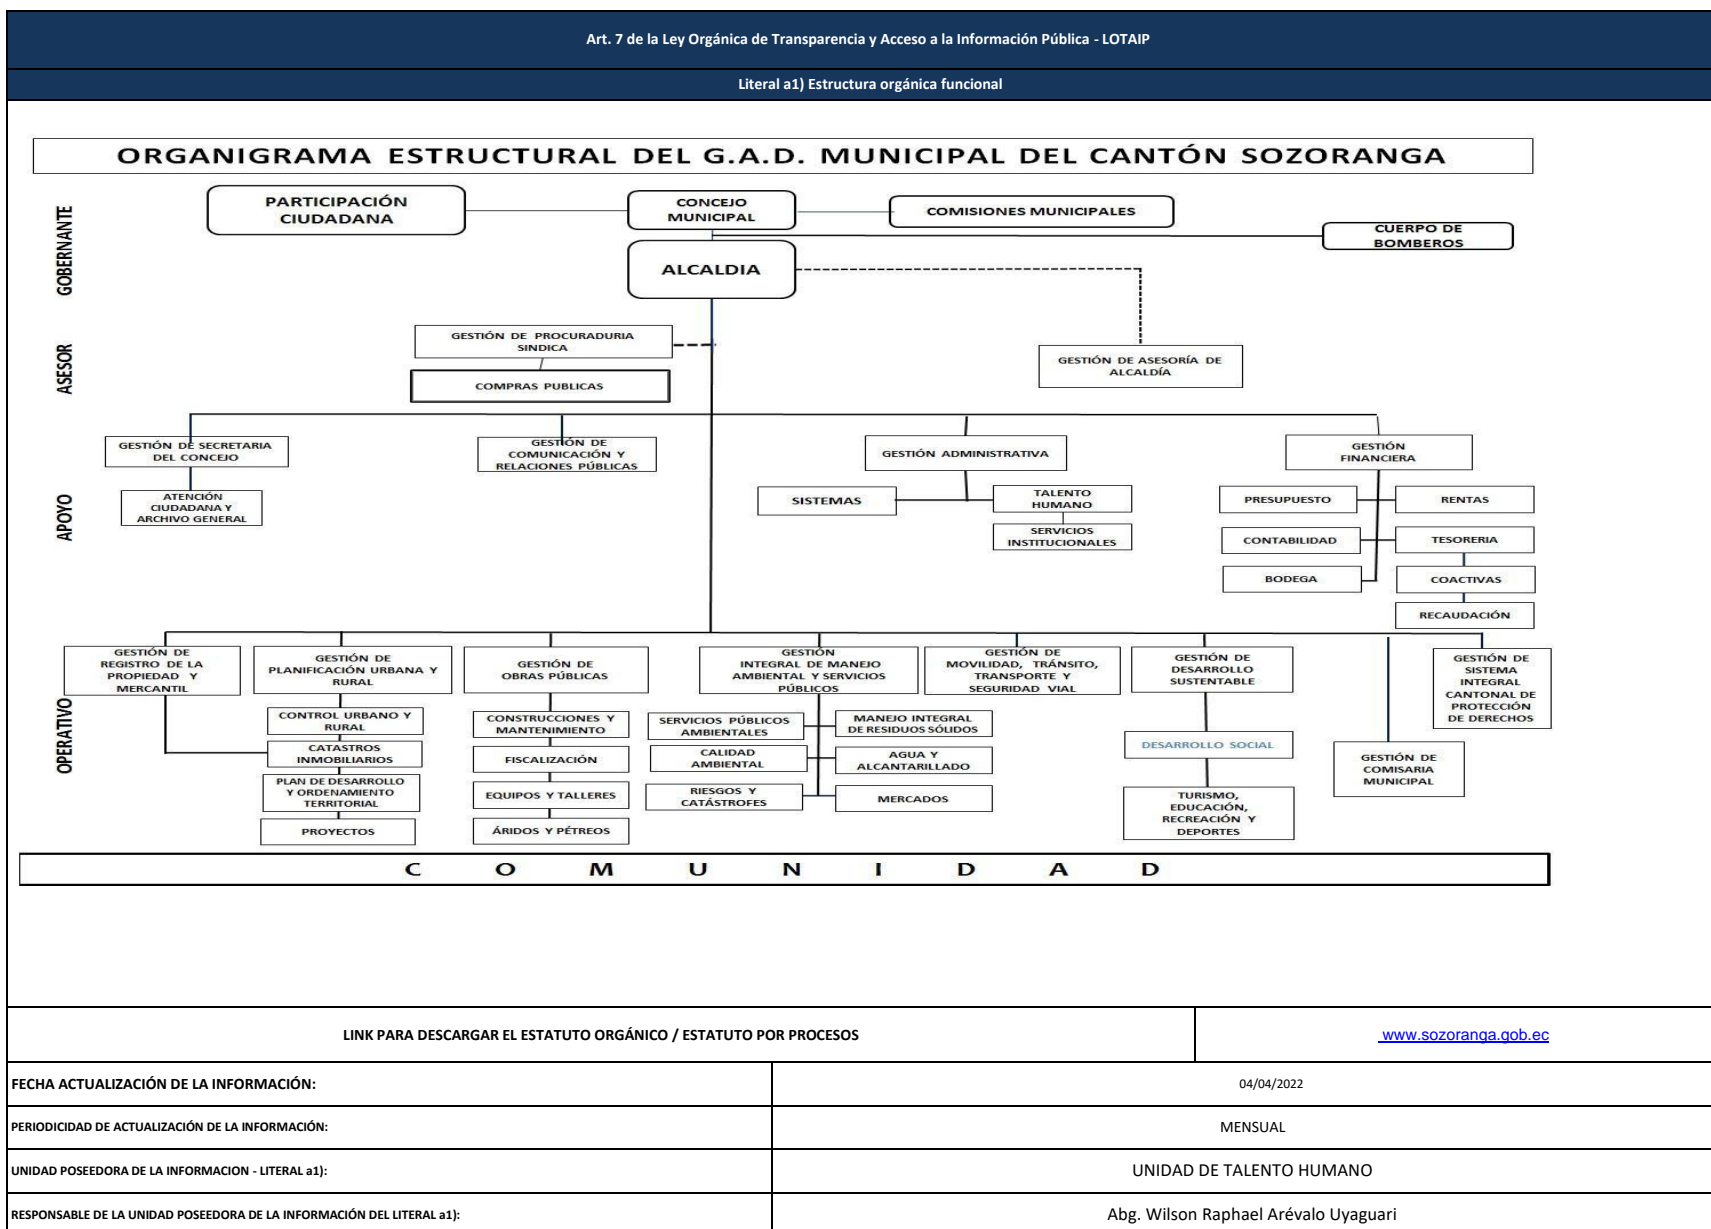 Art. 7 de la Ley Orgánica de Transparencia y Acceso a la Información Pública - LOTAIP
Literal a1) Estructura orgánica funcional
ORGANIGRAMA ESTRUCTURAL DEL G.A.D. MUNICIPAL DEL CANTÓN SOZORANGA
GOBERNANTE
PARTICIPACIÓN
CIUDADANA
CONCEJO
MUNICIPAL
COMISIONES MUNICIPALES
CUERPO DE
BOMBEROS
ALCALDIA
ASESOR
GESTIÓN DE PROCURADURIA
SINDICA
COMPRAS PUBLICAS
GESTIÓN DE ASESORÍA DE
ALCALDÍA
APOYO
GESTIÓN DE SECRETARIA
DEL CONCEJO
ATENCIÓN
CIUDADANA Y
ARCHIVO GENERAL
GESTIÓN DE
COMUNICACIÓN Y
RELACIONES PÚBLICAS
GESTIÓN ADMINISTRATIVA
SISTEMAS
TALENTO
HUMANO
SERVICIOS
INSTITUCIONALES
GESTIÓN
FINANCIERA
PRESUPUESTO
RENTAS
CONTABILIDAD
TESORERIA
BODEGA
COACTIVAS
RECAUDACIÓN
OPERATIVO
GESTIÓN DE
REGISTRO DE LA
PROPIEDAD Y
MERCANTIL
GESTIÓN DE
PLANIFICACIÓN URBANA Y
RURAL
CONTROL URBANO Y
RURAL
CATASTROS
INMOBILIARIOS
PLAN DE DESARROLLO
Y ORDENAMIENTO
TERRITORIAL
PROYECTOS
GESTIÓN DE
OBRAS PÚBLICAS
CONSTRUCCIONES Y
MANTENIMIENTO
FISCALIZACIÓN
EQUIPOS Y TALLERES
ÁRIDOS Y PÉTREOS
GESTIÓN
INTEGRAL DE MANEJO
AMBIENTAL Y SERVICIOS
PÚBLICOS
SERVICIOS PÚBLICOS
AMBIENTALES
MANEJO INTEGRAL
DE RESIDUOS SÓLIDOS
CALIDAD
AMBIENTAL
AGUA Y
ALCANTARILLADO
RIESGOS Y
CATÁSTROFES
MERCADOS
GESTIÓN DE
MOVILIDAD, TRÁNSITO,
TRANSPORTE Y
SEGURIDAD VIAL
GESTIÓN DE
DESARROLLO
SUSTENTABLE
DESARROLLO SOCIAL
TURISMO,
EDUCACIÓN,
RECREACIÓN Y
DEPORTES
GESTIÓN DE
COMISARIA
MUNICIPAL
GESTIÓN DE
SISTEMA
INTEGRAL
CANTONAL DE
PROTECCIÓN
DE DERECHOS
C O M U N I D A D
LINK PARA DESCARGAR EL ESTATUTO ORGÁNICO / ESTATUTO POR PROCESOS
www.sozoranga.gob.ec
FECHA ACTUALIZACIÓN DE LA INFORMACIÓN:
04/04/2022
PERIODICIDAD DE ACTUALIZACIÓN DE LA INFORMACIÓN:
MENSUAL
UNIDAD POSEEDORA DE LA INFORMACION - LITERAL a1):
UNIDAD DE TALENTO HUMANO
RESPONSABLE DE LA UNIDAD POSEEDORA DE LA INFORMACIÓN DEL LITERAL a1):
Abg. Wilson Raphael Arévalo Uyaguari